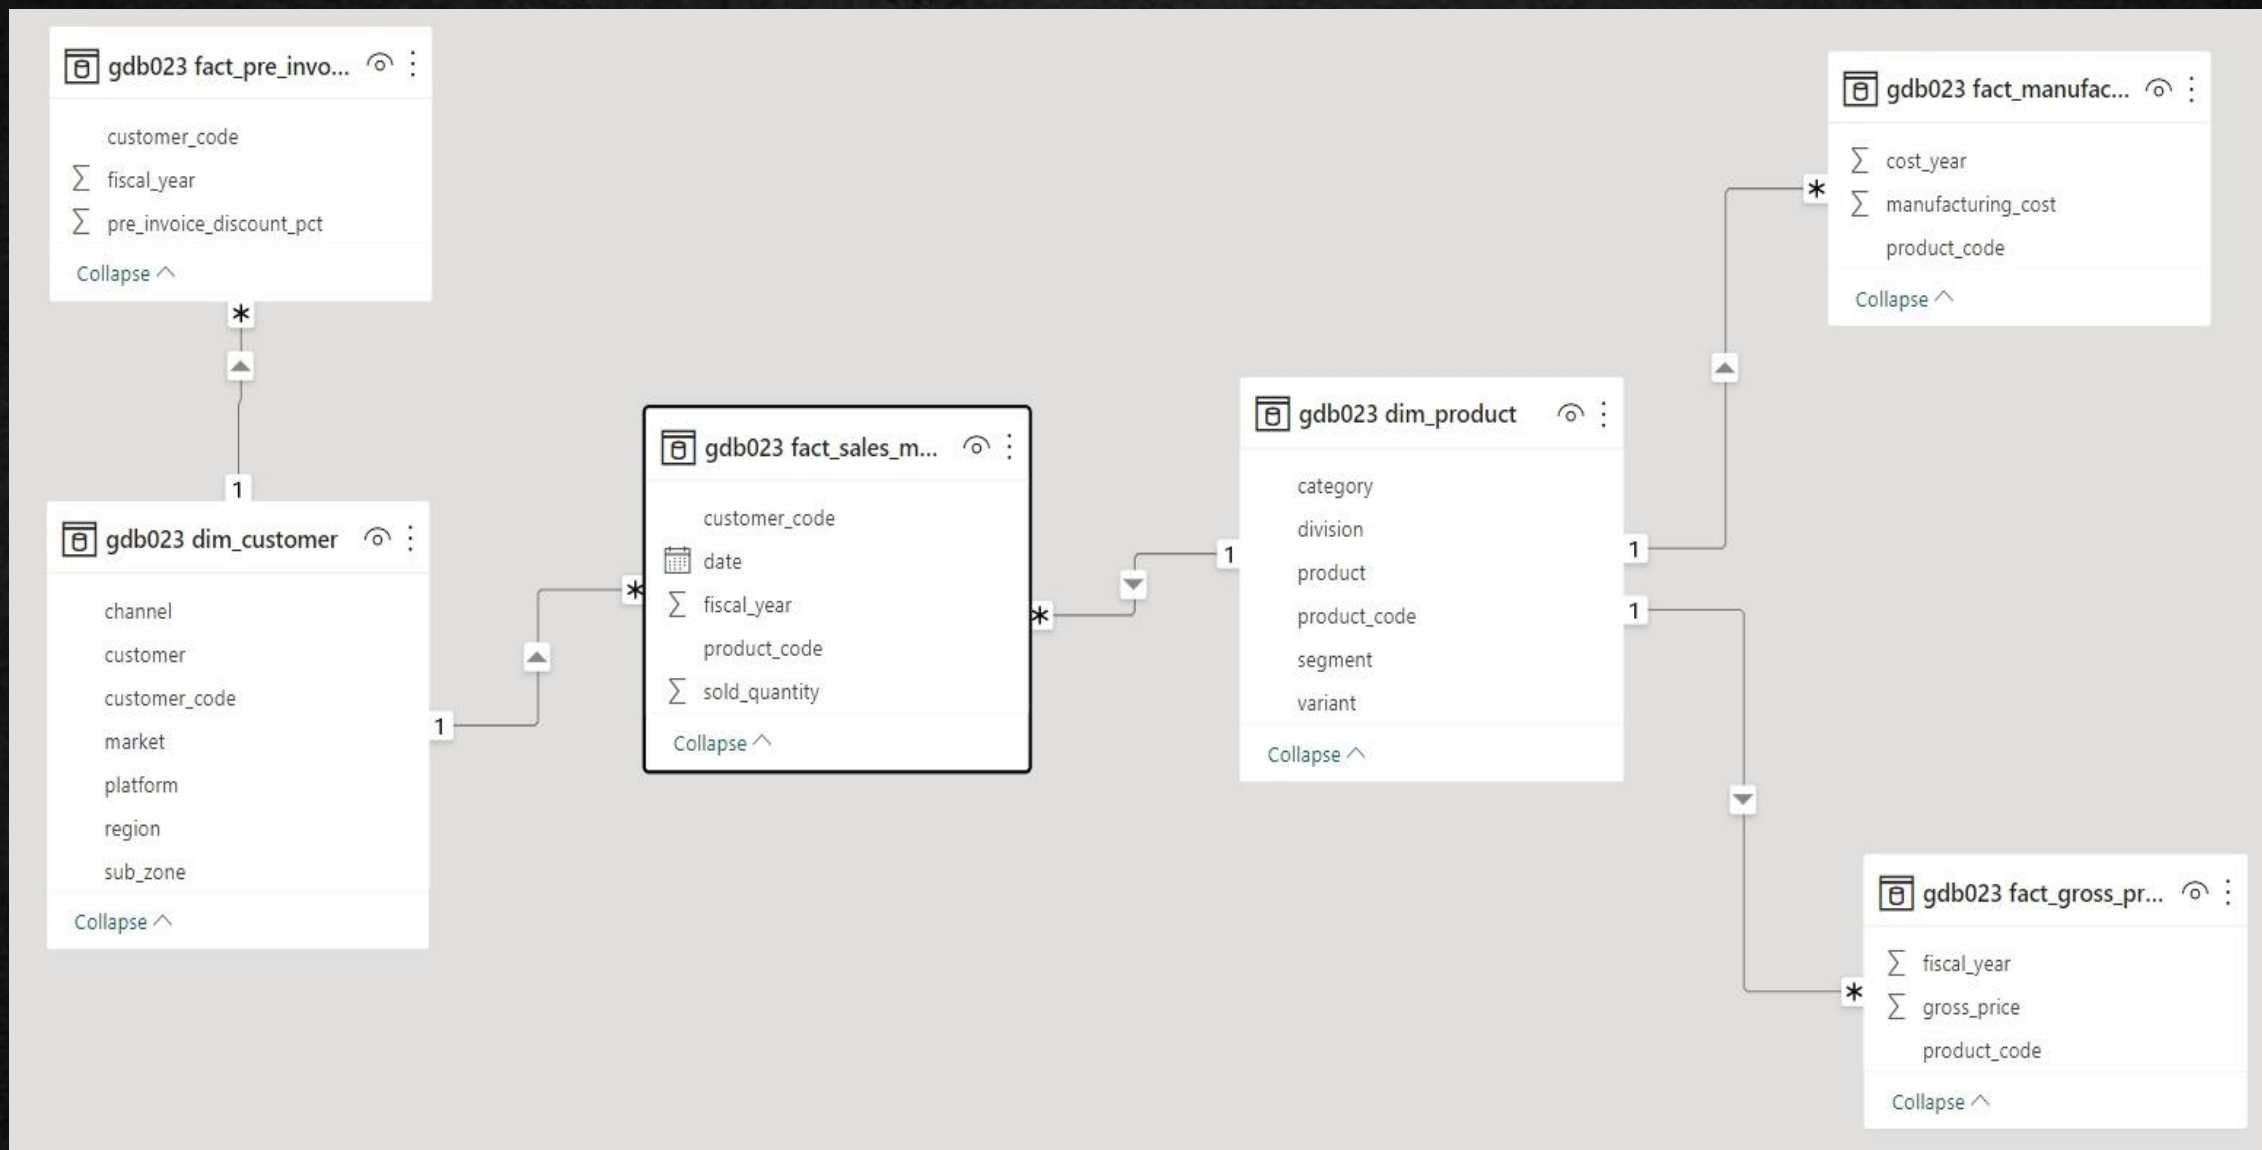 gdb023 fact_pre_invo...
customer_code
fiscal_year
pre_invoice_discount_pct
Collapse
*
1
gdb023 dim_customer
channel
customer
customer_code
market
platform
region
sub_zone
Collapse
1
*
gdb023 fact_sales_m...
customer_code
date
fiscal_year
product_code
sold_quantity
Collapse
*
1
gdb023 dim_product
category
division
product
product_code
segment
variant
Collapse
1
1
*
gdb023 fact_manufac...
cost_year
manufacturing_cost
product_code
Collapse
*
gdb023 fact_gross_pr...
fiscal_year
gross_price
product_code
Collapse